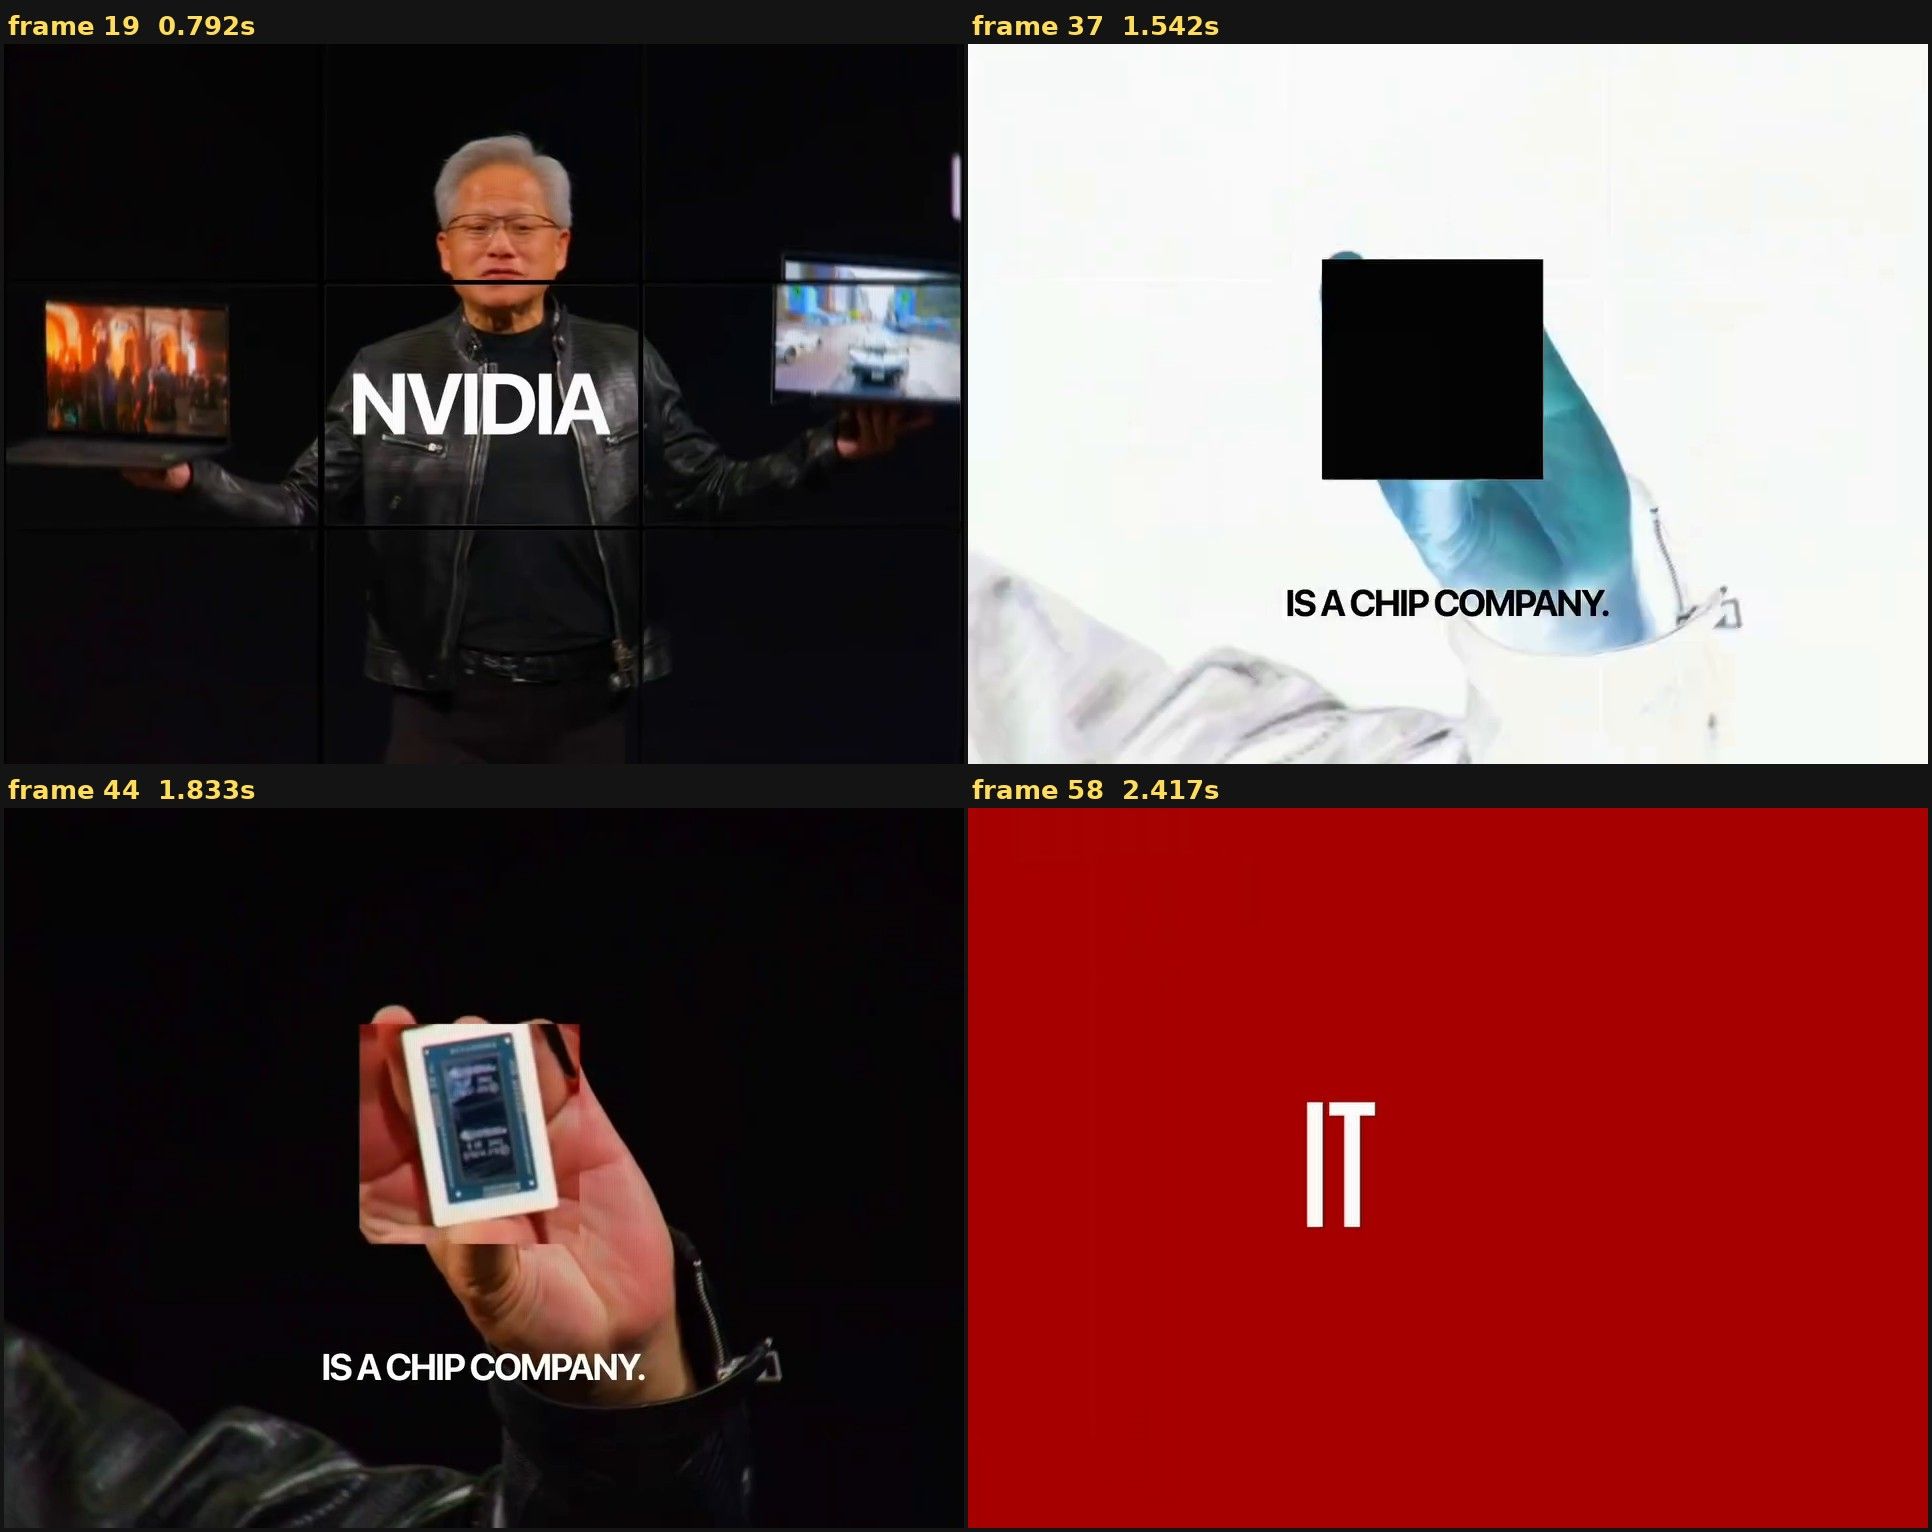 frame 19 0.792s
NVIDIA
frame 37 1.542s
IS A CHIP COMPANY.
frame 44 1.833s
IS A CHIP COMPANY.
frame 58 2.417s
IT